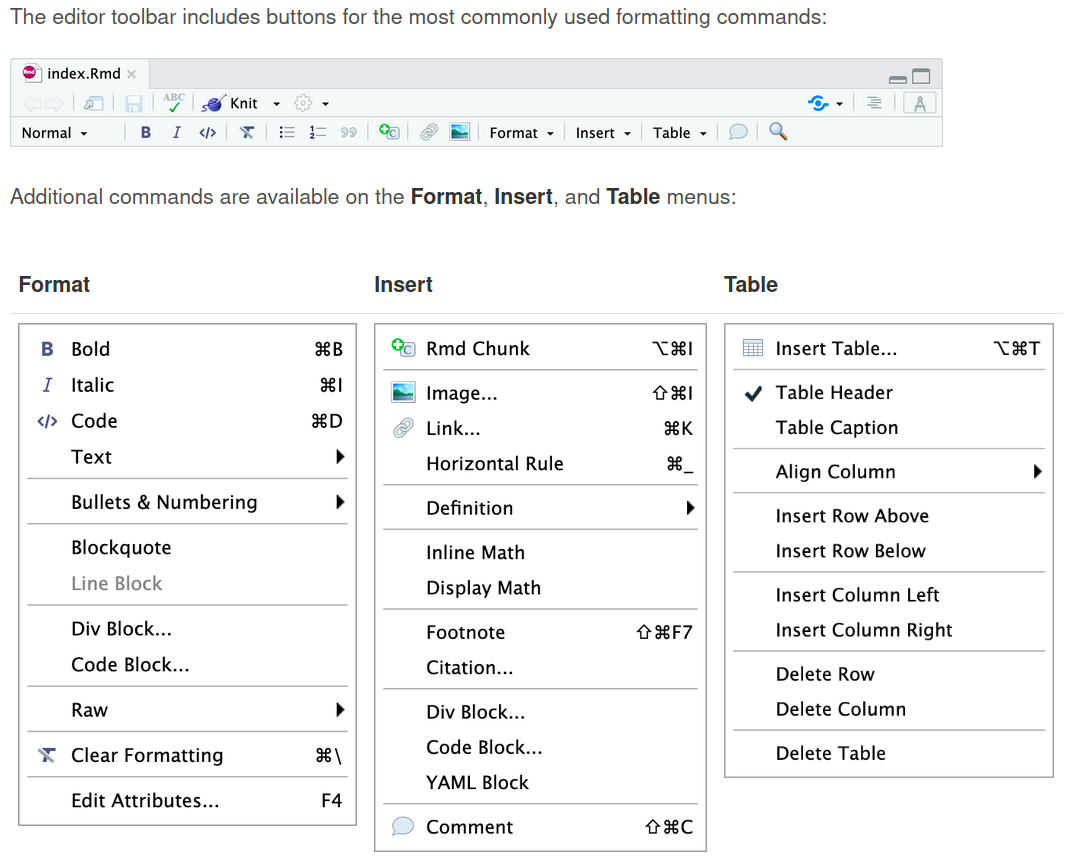 The editor toolbar includes buttons for the most commonly used formatting commands:
index.Rmd
ABC Knit
Normal B I </> Format Insert Table
Additional commands are available on the Format, Insert, and Table menus:
Format
B Bold ⌘B
I Italic ⌘I
</> Code ⌘D
Text
Bullets & Numbering
Blockquote
Line Block
Div Block...
Code Block...
Raw
Clear Formatting ⌘\
Edit Attributes... F4
Insert
Rmd Chunk ⌥⌘I
Image... ⇧⌘I
Link... ⌘K
Horizontal Rule ⌘_
Definition
Inline Math
Display Math
Footnote ⇧⌘F7
Citation...
Div Block...
Code Block...
YAML Block
Comment ⇧⌘C
Table
Insert Table... ⌥⌘T
Table Header
Table Caption
Align Column
Insert Row Above
Insert Row Below
Insert Column Left
Insert Column Right
Delete Row
Delete Column
Delete Table